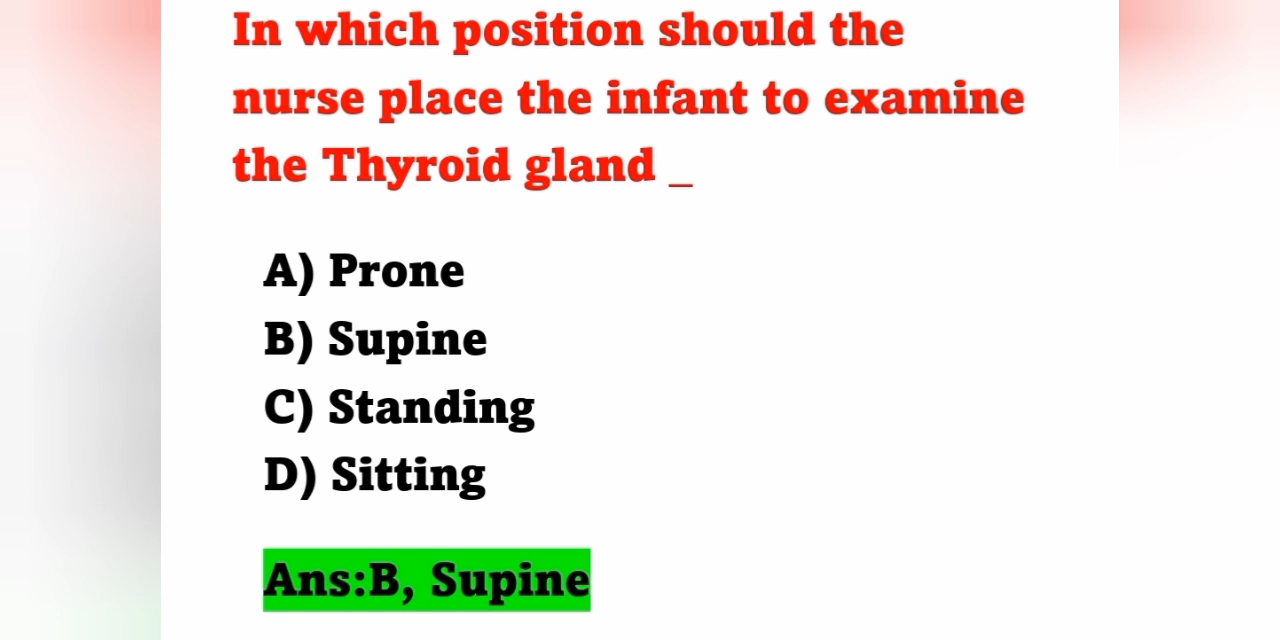 In which position should the
nurse place the infant to examine
the Thyroid gland _
A) Prone
B) Supine
C) Standing
D) Sitting
Ans:B, Supine